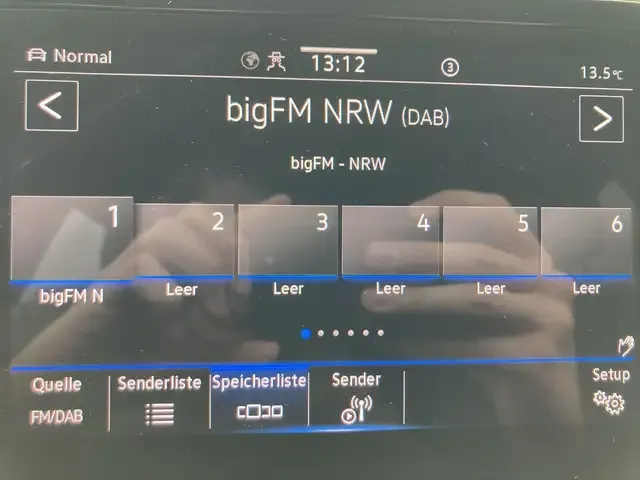 Normal
13:12
3
13.5°C
<
bigFM NRW (DAB)
>
bigFM - NRW
1 2 3 4 5 6
bigFM N Leer Leer Leer Leer Leer
Quelle Senderliste Speicherliste Sender Setup
FM/DAB